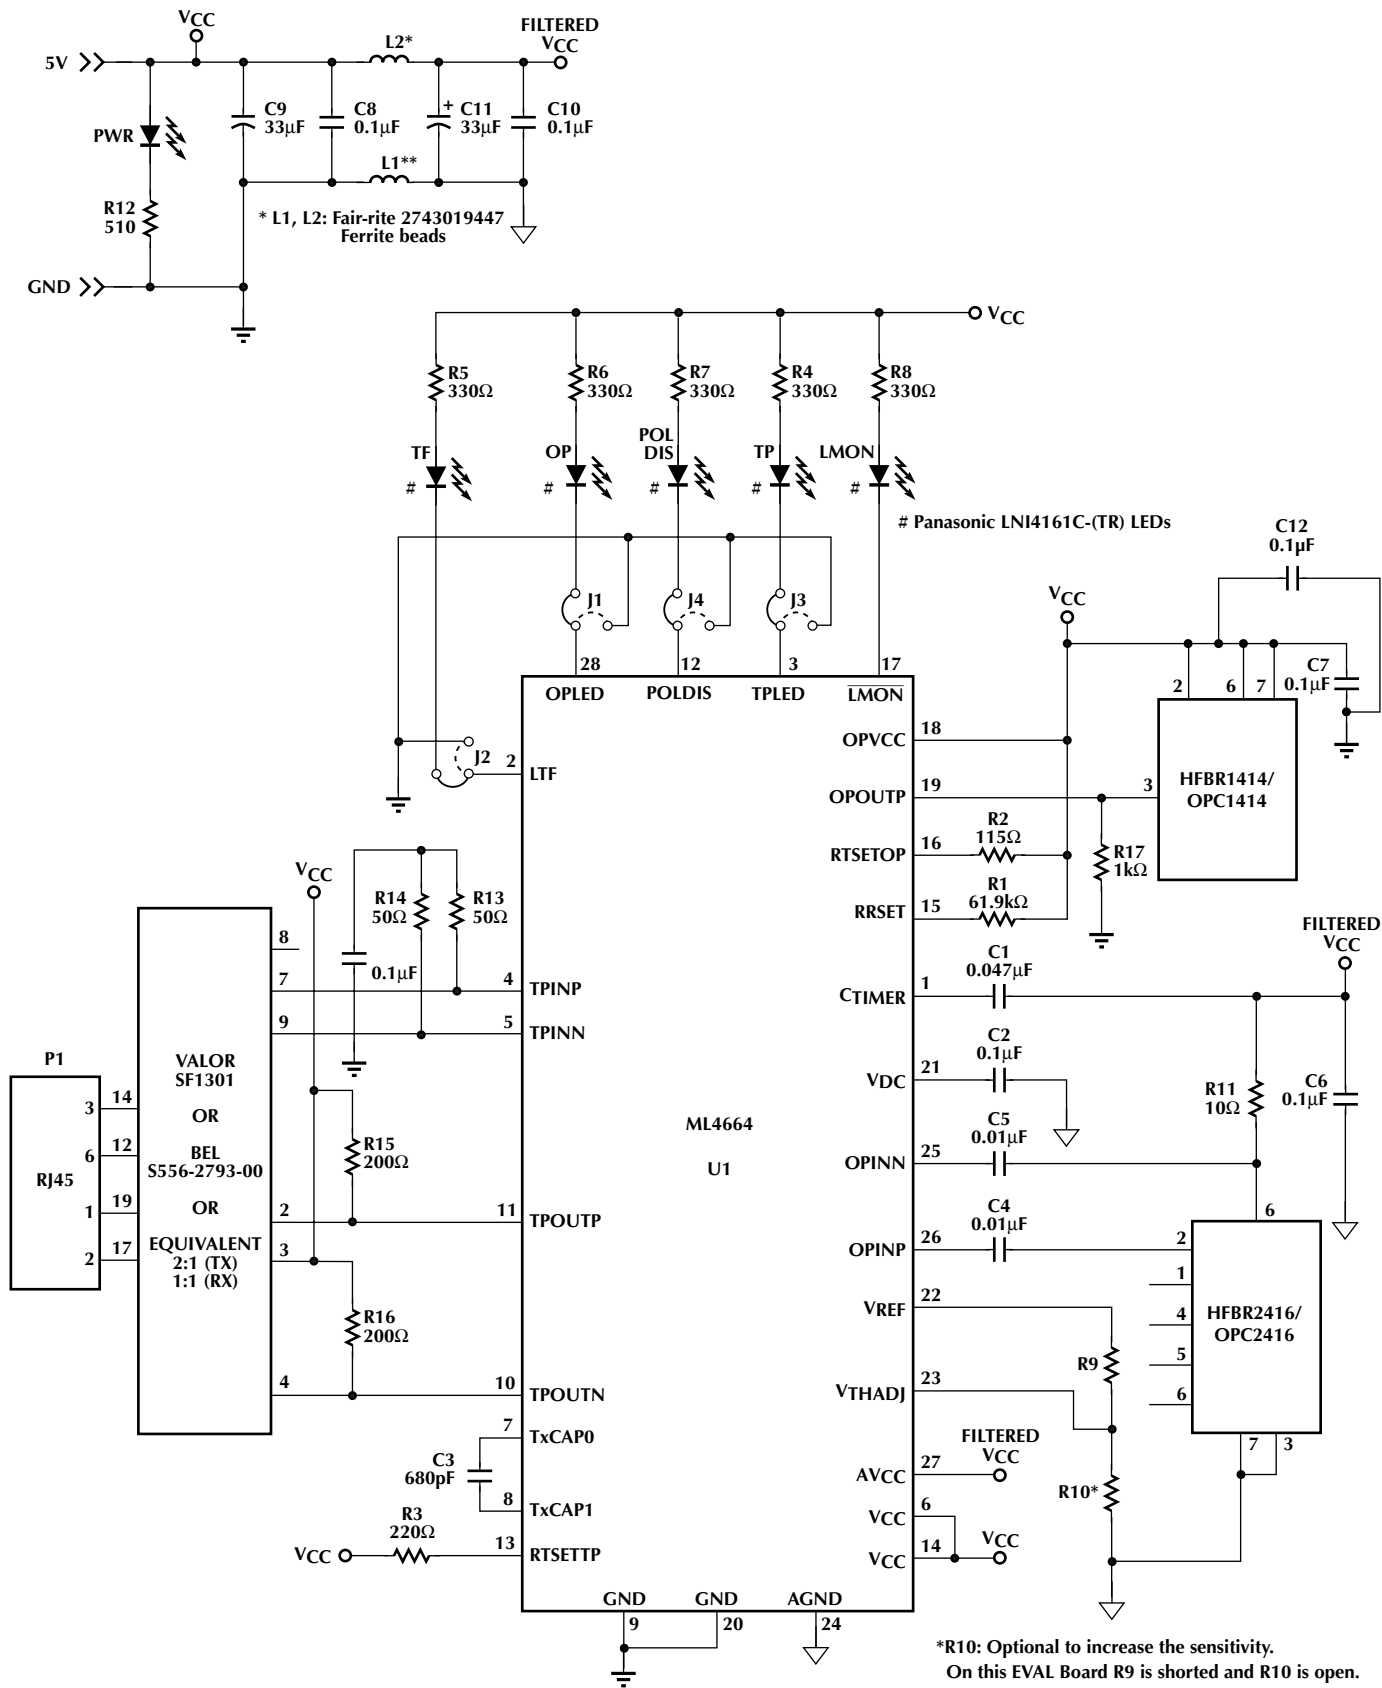 VCC
5V
L2*
FILTERED
VCC
PWR
C9
33µF
C8
0.1µF
+ C11
33µF
C10
0.1µF
L1**
R12
510
* L1, L2: Fair-rite 2743019447
Ferrite beads
GND
VCC
R5
330Ω
R6
330Ω
R7
330Ω
R4
330Ω
R8
330Ω
TF
#
OP
#
POL
DIS
#
TP
#
LMON
#
# Panasonic LNI4161C-(TR) LEDs
C12
0.1µF
J1
J4
J3
VCC
C7
0.1µF
28
12
3
17
OPLED
POLDIS
TPLED
LMON
2
6
7
J2
2
LTF
OPVCC
18
OPOUTP
19
3
HFBR1414/
OPC1414
RTSETOP
16
R2
115Ω
R17
1kΩ
RRSET
15
R1
61.9kΩ
VCC
R14
50Ω
R13
50Ω
0.1µF
8
7
4
TPINP
9
5
TPINN
CTIMER
1
C1
0.047µF
FILTERED
VCC
VDC
21
C2
0.1µF
R11
10Ω
C6
0.1µF
P1
RJ45
3
14
6
12
1
19
2
17
VALOR
SF1301
OR
BEL
S556-2793-00
OR
EQUIVALENT
2:1 (TX)
1:1 (RX)
ML4664
U1
OPINN
25
C5
0.01µF
R15
200Ω
2
11
TPOUTP
3
R16
200Ω
4
10
TPOUTN
OPINP
26
C4
0.01µF
6
2
1
4
5
6
HFBR2416/
OPC2416
7
3
VREF
22
R9
VTHADJ
23
R10*
7
TxCAP0
C3
680pF
8
TxCAP1
R3
220Ω
VCC
13
RTSETTP
FILTERED
VCC
AVCC
27
VCC
6
VCC
14
VCC
GND
9
GND
20
AGND
24
*R10: Optional to increase the sensitivity.
On this EVAL Board R9 is shorted and R10 is open.